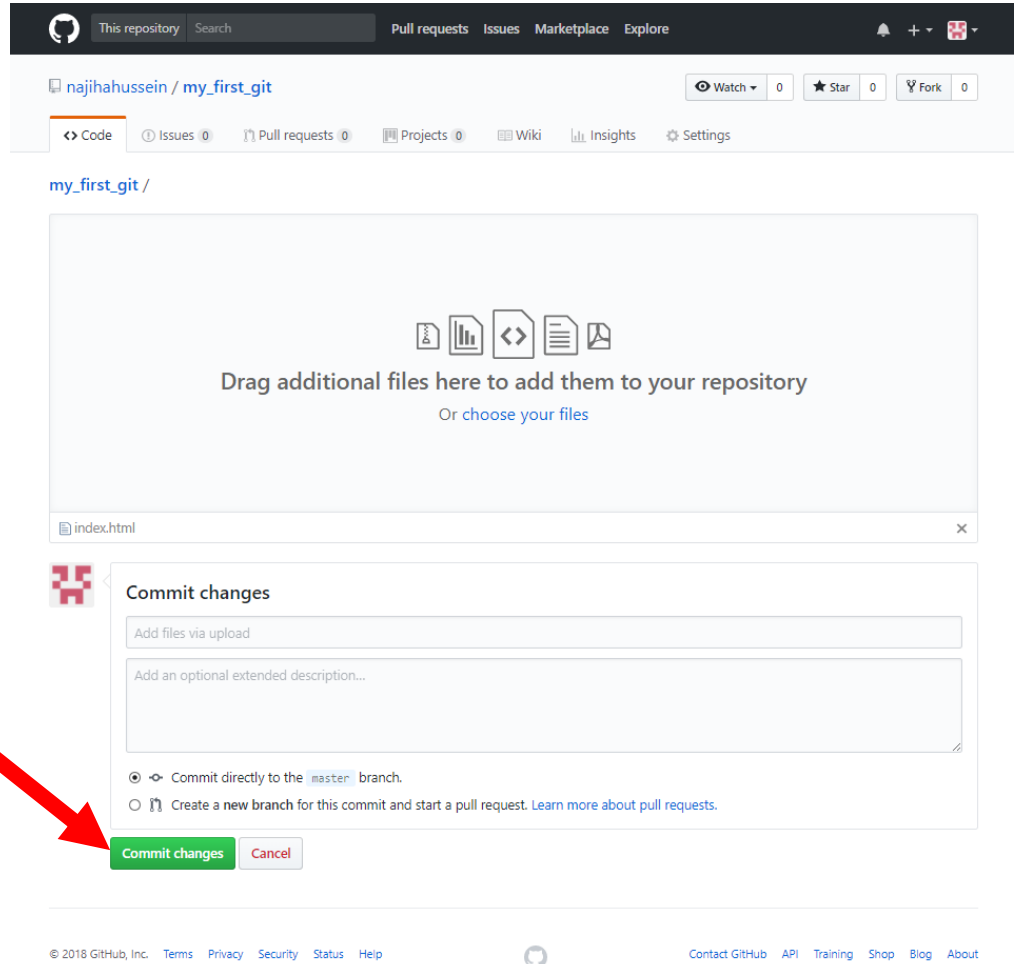 This repository Search Pull requests Issues Marketplace Explore
najihahussein / my_first_git Watch 0 Star 0 Fork 0
Code Issues 0 Pull requests 0 Projects 0 Wiki Insights Settings
my_first_git /
Drag additional files here to add them to your repository
Or choose your files
index.html
Commit changes
Add files via upload
Add an optional extended description...
Commit directly to the master branch.
Create a new branch for this commit and start a pull request. Learn more about pull requests.
Commit changes Cancel
© 2018 GitHub, Inc. Terms Privacy Security Status Help Contact GitHub API Training Shop Blog About